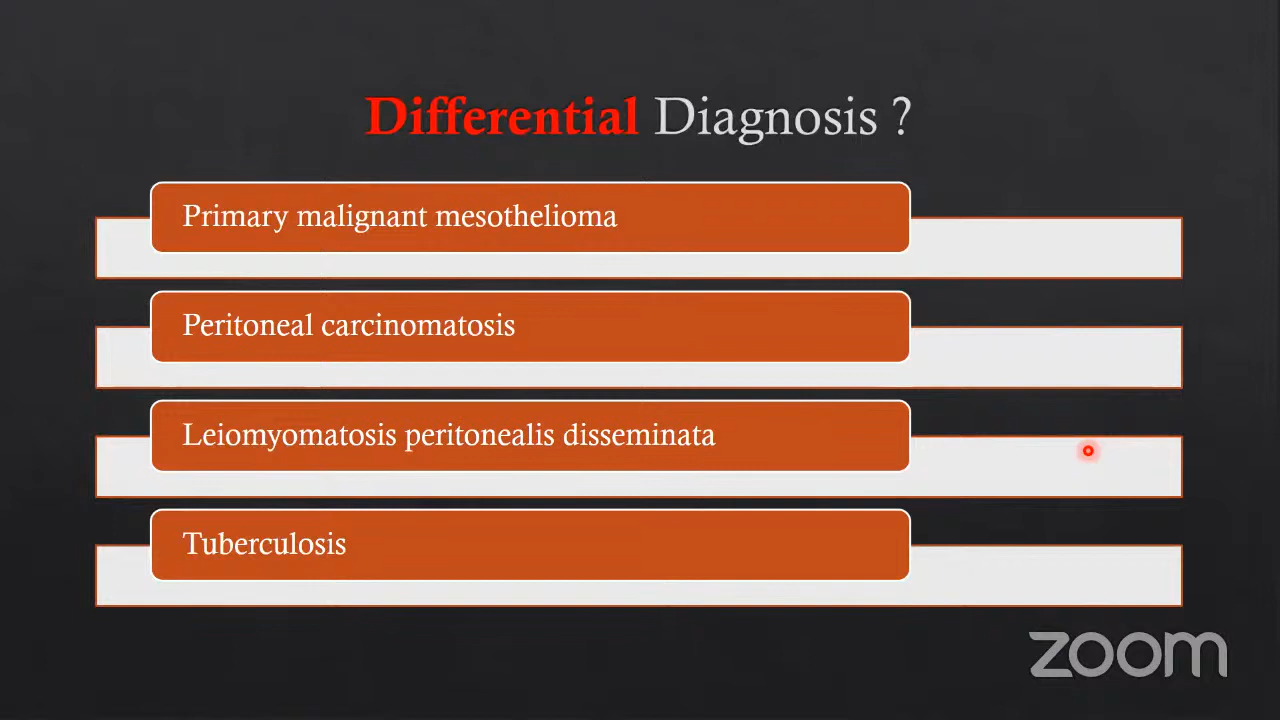 Differential Diagnosis ?
Primary malignant mesothelioma
Peritoneal carcinomatosis
Leiomyomatosis peritonealis disseminata
Tuberculosis
zoom